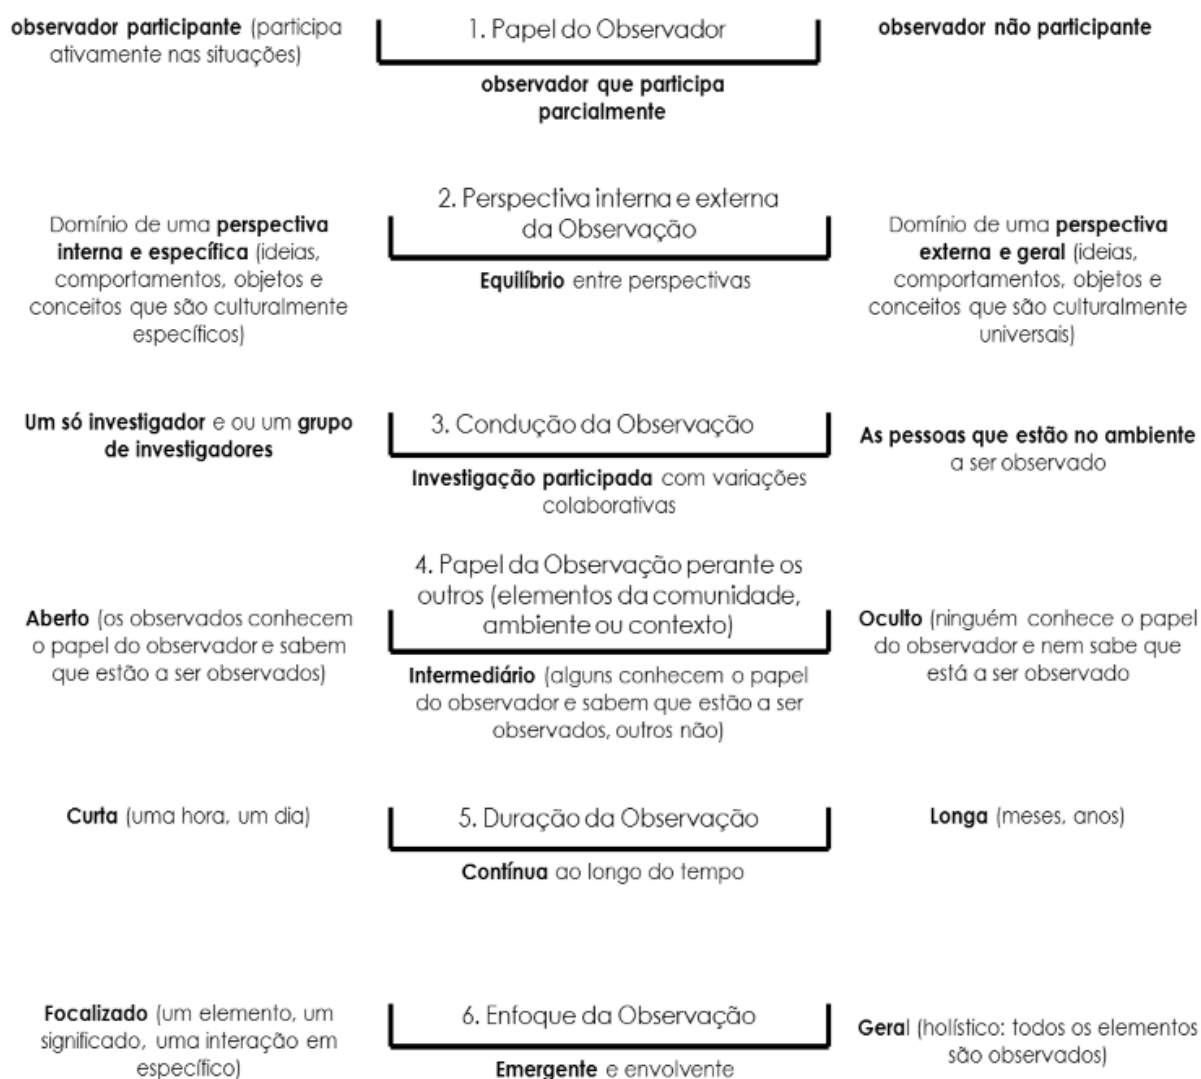 observador participante (participa
ativamente nas situações)
1. Papel do Observador
observador que participa
parcialmente
observador não participante
Domínio de uma perspectiva
interna e específica (ideias,
comportamentos, objetos e
conceitos que são culturalmente
específicos)
2. Perspectiva interna e externa
da Observação
Equilíbrio entre perspectivas
Domínio de uma perspectiva
externa e geral (ideias,
comportamentos, objetos e
conceitos que são culturalmente
universais)
Um só investigador e ou um grupo
de investigadores
3. Condução da Observação
Investigação participada com variações
colaborativas
As pessoas que estão no ambiente
a ser observado
Aberto (os observados conhecem
o papel do observador e sabem
que estão a ser observados)
4. Papel da Observação perante os
outros (elementos da comunidade,
ambiente ou contexto)
Intermediário (alguns conhecem o papel
do observador e sabem que estão a ser
observados, outros não)
Oculto (ninguém conhece o papel
do observador e nem sabe que
está a ser observado
Curta (uma hora, um dia)
5. Duração da Observação
Contínua ao longo do tempo
Longa (meses, anos)
Focalizado (um elemento, um
significado, uma interação em
específico)
6. Enfoque da Observação
Emergente e envolvente
Geral (holístico: todos os elementos
são observados)